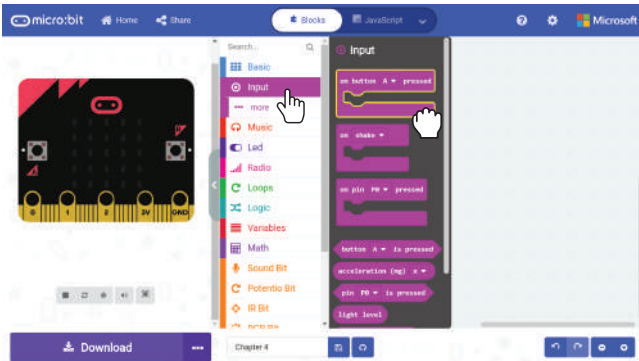 micro:bit Home Share Blocks JavaScript Microsoft
Search...
Basic
Input
more
Music
Led
Radio
Loops
Logic
Variables
Math
Sound Bit
Potentio Bit
IR Bit
Input
on button A pressed
on shake
on pin P0 pressed
button A is pressed
acceleration (mg) x
pin P0 is pressed
light level
0 1 2 3V GND
Download
Chapter 4